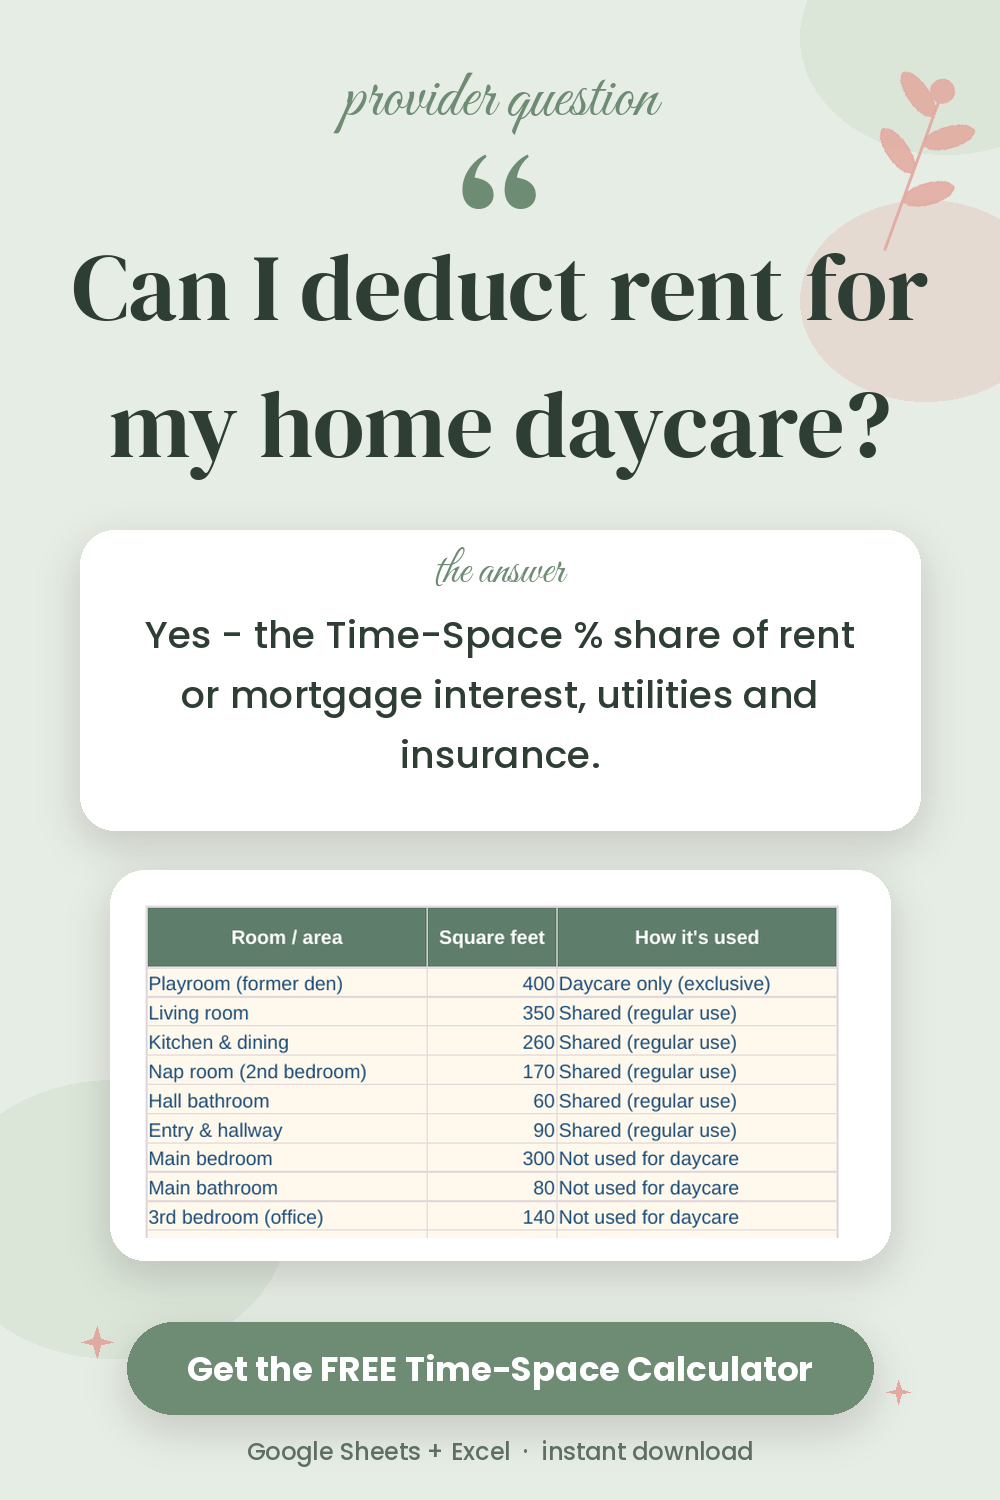 provider question
“
Can I deduct rent for
my home daycare?
the answer
Yes - the Time-Space % share of rent
or mortgage interest, utilities and
insurance.
Room / area Square feet How it's used
Playroom (former den) 400 Daycare only (exclusive)
Living room 350 Shared (regular use)
Kitchen & dining 260 Shared (regular use)
Nap room (2nd bedroom) 170 Shared (regular use)
Hall bathroom 60 Shared (regular use)
Entry & hallway 90 Shared (regular use)
Main bedroom 300 Not used for daycare
Main bathroom 80 Not used for daycare
3rd bedroom (office) 140 Not used for daycare
Get the FREE Time-Space Calculator
Google Sheets + Excel · instant download